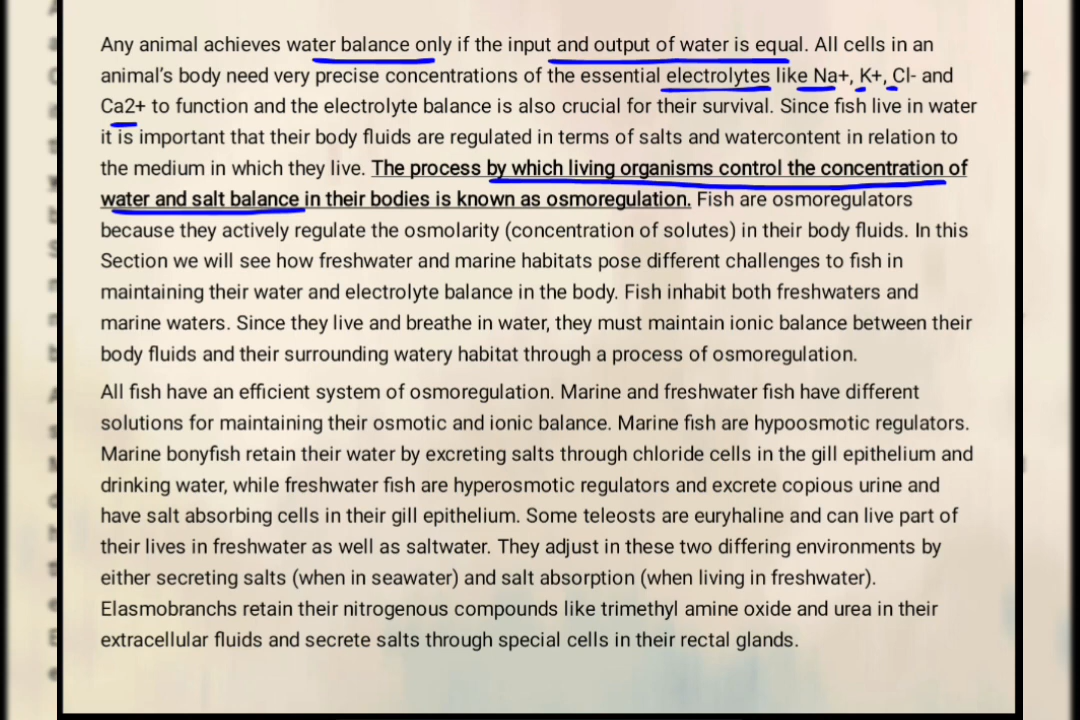 Any animal achieves water balance only if the input and output of water is equal. All cells in an
animal's body need very precise concentrations of the essential electrolytes like Na+, K+, Cl- and
Ca2+ to function and the electrolyte balance is also crucial for their survival. Since fish live in water
it is important that their body fluids are regulated in terms of salts and watercontent in relation to
the medium in which they live. The process by which living organisms control the concentration of
water and salt balance in their bodies is known as osmoregulation. Fish are osmoregulators
because they actively regulate the osmolarity (concentration of solutes) in their body fluids. In this
Section we will see how freshwater and marine habitats pose different challenges to fish in
maintaining their water and electrolyte balance in the body. Fish inhabit both freshwaters and
marine waters. Since they live and breathe in water, they must maintain ionic balance between their
body fluids and their surrounding watery habitat through a process of osmoregulation.
All fish have an efficient system of osmoregulation. Marine and freshwater fish have different
solutions for maintaining their osmotic and ionic balance. Marine fish are hypoosmotic regulators.
Marine bonyfish retain their water by excreting salts through chloride cells in the gill epithelium and
drinking water, while freshwater fish are hyperosmotic regulators and excrete copious urine and
have salt absorbing cells in their gill epithelium. Some teleosts are euryhaline and can live part of
their lives in freshwater as well as saltwater. They adjust in these two differing environments by
either secreting salts (when in seawater) and salt absorption (when living in freshwater).
Elasmobranchs retain their nitrogenous compounds like trimethyl amine oxide and urea in their
extracellular fluids and secrete salts through special cells in their rectal glands.